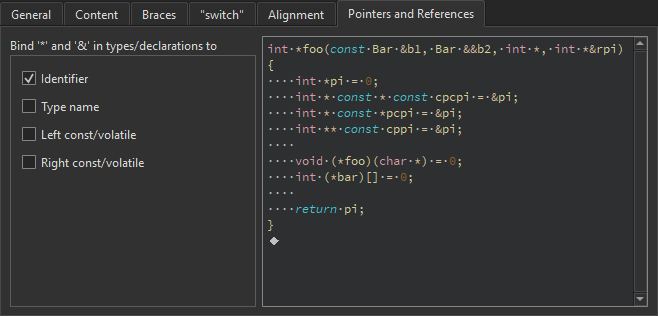 General Content Braces "switch" Alignment Pointers and References
Bind '*' and '&' in types/declarations to
Identifier
Type name
Left const/volatile
Right const/volatile
int·*foo(const·Bar·&b1,·Bar·&&b2,·int·*,·int·*&rpi)
{
····int·*pi·=·0;
····int·*·const·*·const·cpcpi·=·&pi;
····int·*·const·*pcpi·=·&pi;
····int·**·const·cppi·=·&pi;
····
····void·(*foo)(char·*)·=·0;
····int·(*bar)[]·=·0;
····
····return·pi;
}